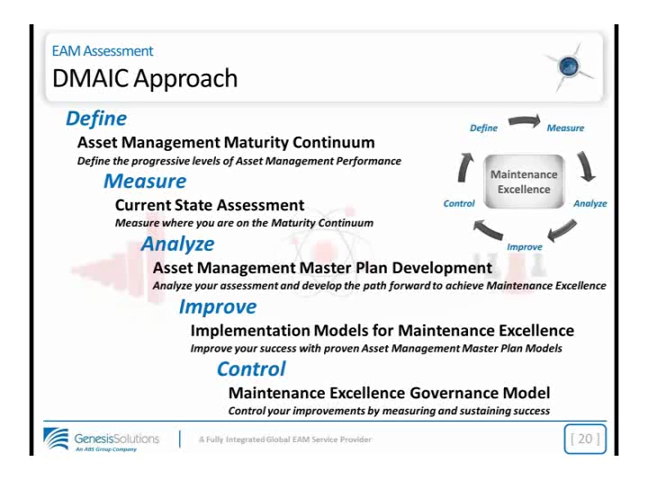 EAM Assessment
DMAIC Approach
Define
Asset Management Maturity Continuum
Define the progressive levels of Asset Management Performance
Measure
Current State Assessment
Measure where you are on the Maturity Continuum
Analyze
Asset Management Master Plan Development
Analyze your assessment and develop the path forward to achieve Maintenance Excellence
Improve
Implementation Models for Maintenance Excellence
Improve your success with proven Asset Management Master Plan Models
Control
Maintenance Excellence Governance Model
Control your improvements by measuring and sustaining success
Define
Measure
Maintenance
Excellence
Control
Analyze
Improve
GenesisSolutions
An ABS Group Company
A Fully Integrated Global EAM Service Provider
[ 20 ]